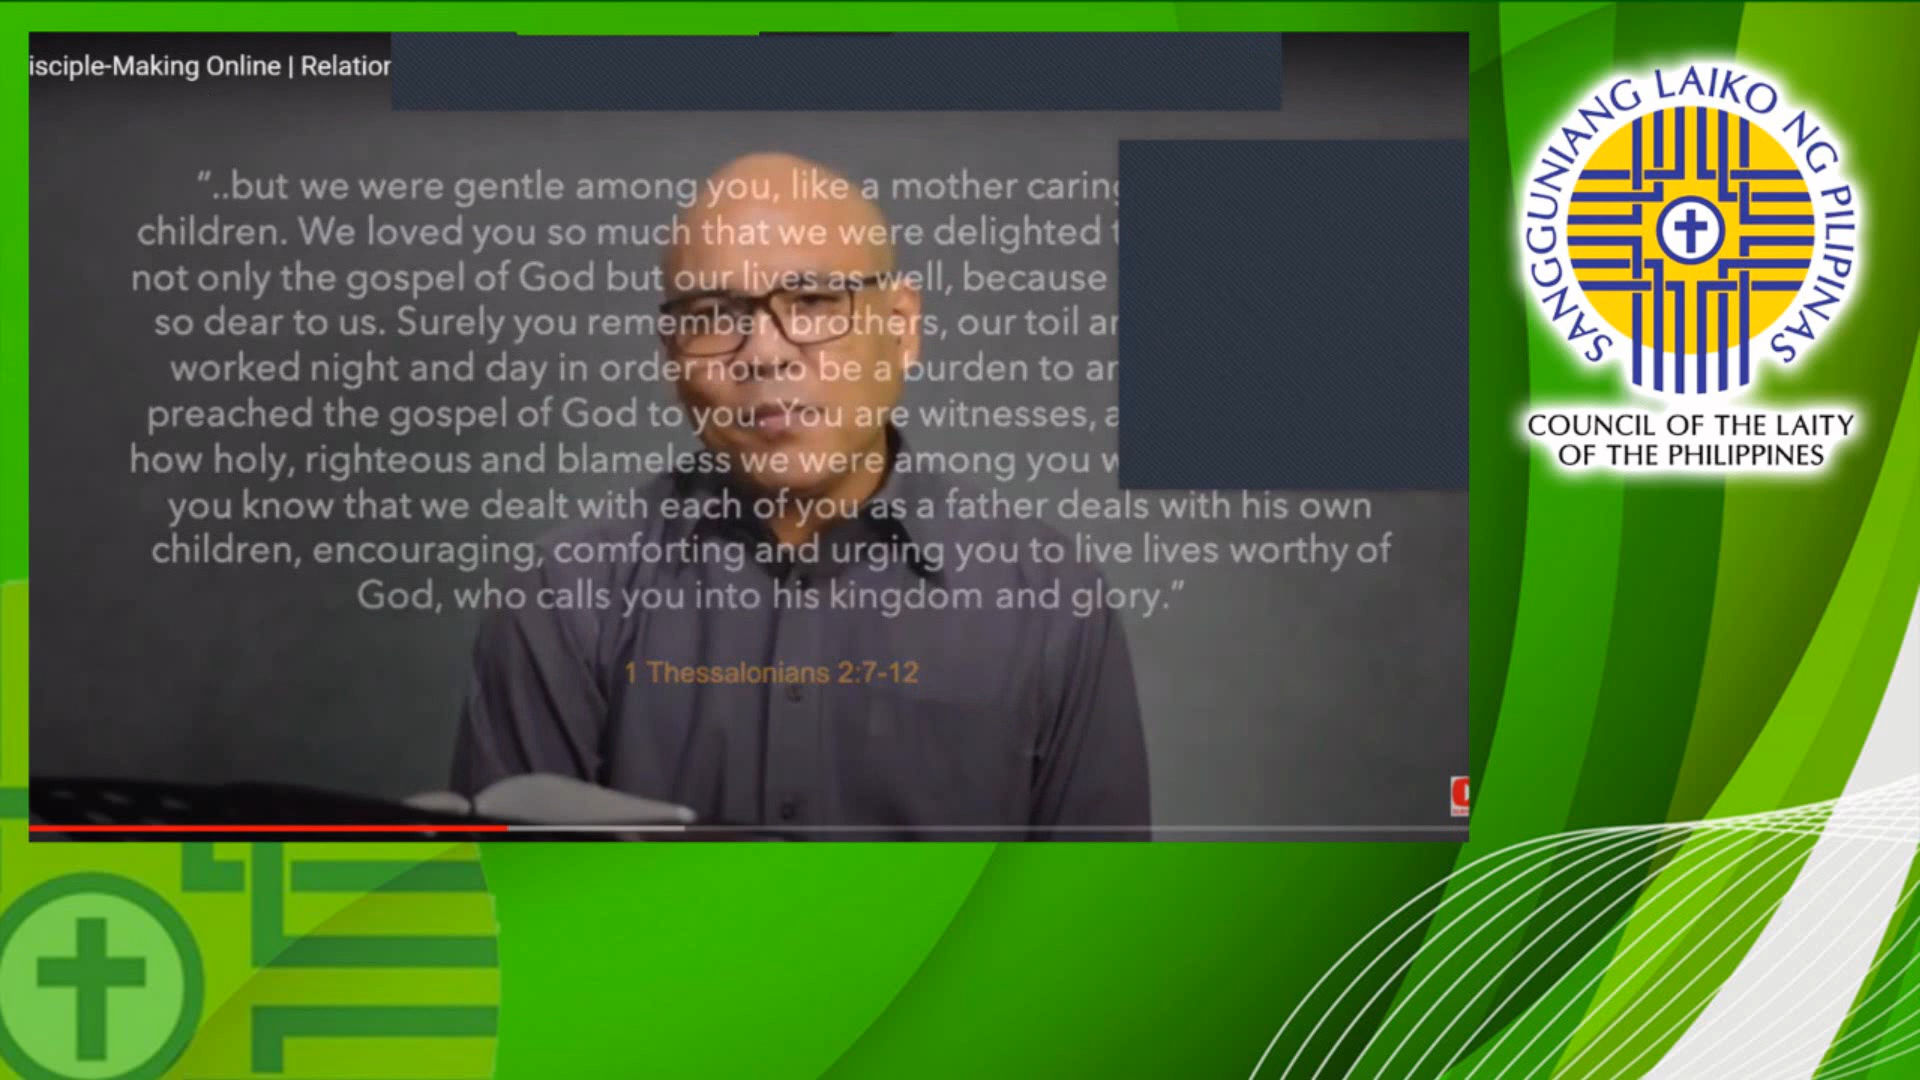 isciple-Making Online | Relation
“..but we were gentle among you, like a mother caring
children. We loved you so much that we were delighted
not only the gospel of God but our lives as well, because
so dear to us. Surely you remember, brothers, our toil
worked night and day in order not to be a burden to
preached the gospel of God to you. You are witnesses,
how holy, righteous and blameless we were among you
you know that we dealt with each of you as a father deals with his own
children, encouraging, comforting and urging you to live lives worthy of
God, who calls you into his kingdom and glory.”
1 Thessalonians 2:7-12
SANGGUNIANG LAIKO NG PILIPINAS
COUNCIL OF THE LAITY
OF THE PHILIPPINES